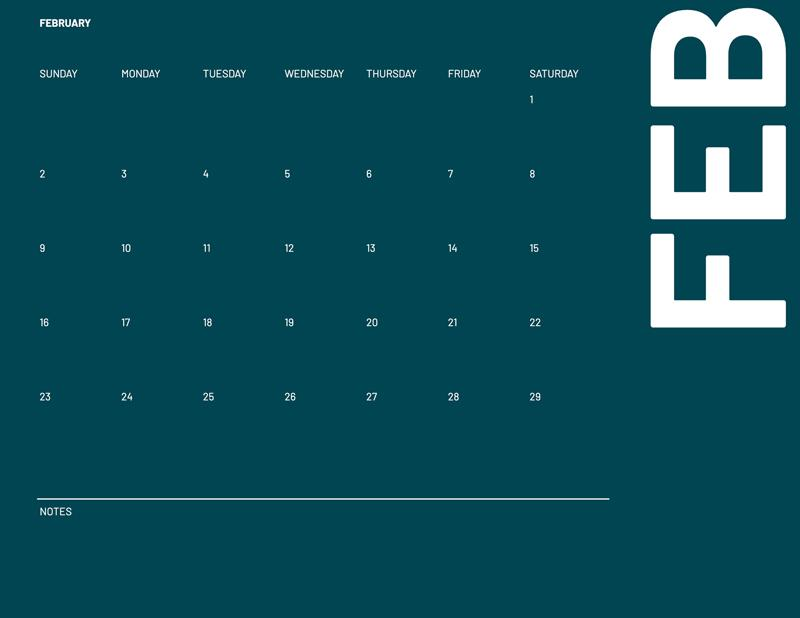 FEBRUARY
FEB
SUNDAY MONDAY TUESDAY WEDNESDAY THURSDAY FRIDAY SATURDAY
1
2 3 4 5 6 7 8
9 10 11 12 13 14 15
16 17 18 19 20 21 22
23 24 25 26 27 28 29
NOTES